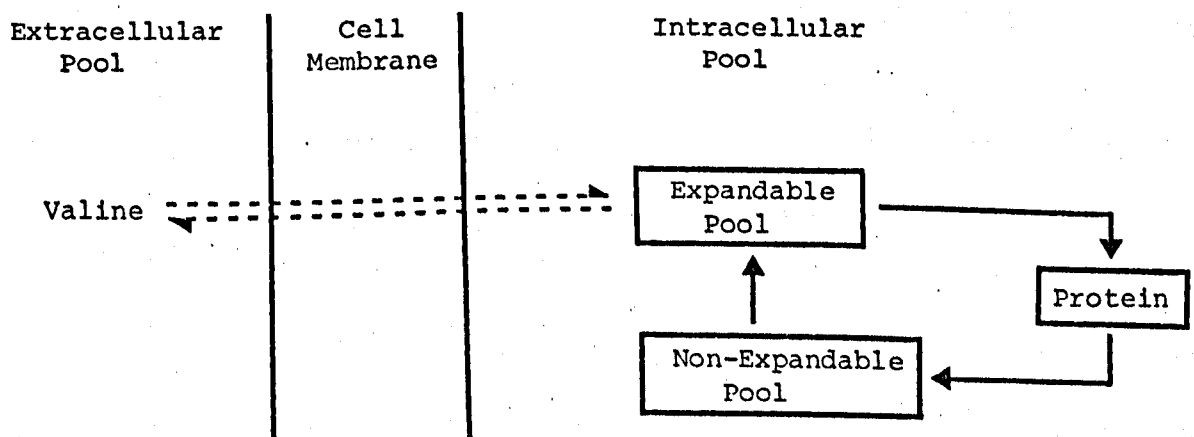 Extracellular
Pool
Cell
Membrane
Intracellular
Pool
Valine
Expandable
Pool
Protein
Non-Expandable
Pool